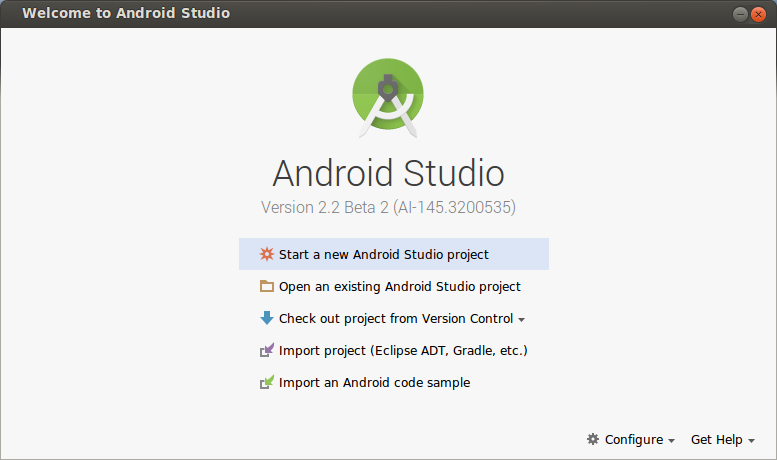 Welcome to Android Studio
Android Studio
Version 2.2 Beta 2 (AI-145.3200535)
Start a new Android Studio project
Open an existing Android Studio project
Check out project from Version Control
Import project (Eclipse ADT, Gradle, etc.)
Import an Android code sample
Configure Get Help